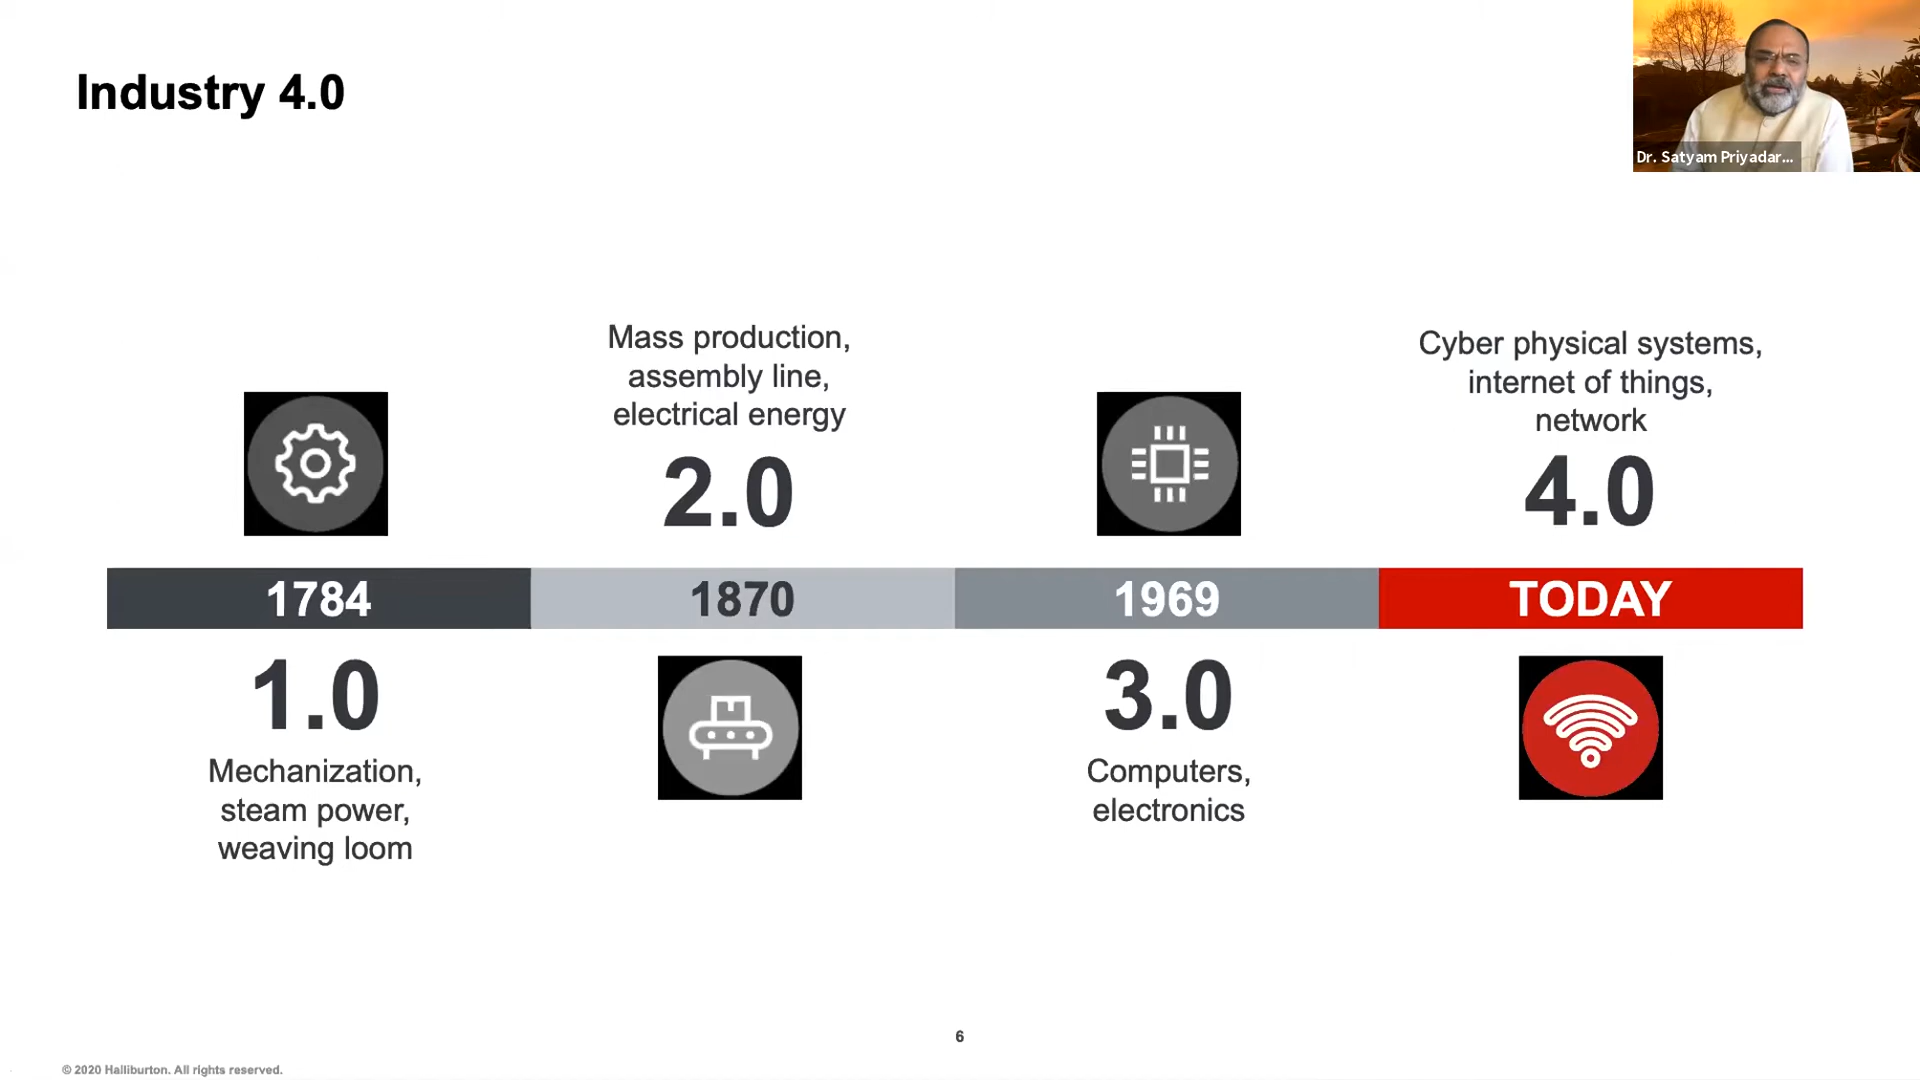 Industry 4.0
Dr. Satyam Priyadar...
Mass production,
assembly line,
electrical energy
2.0
Cyber physical systems,
internet of things,
network
4.0
1784
1870
1969
TODAY
1.0
Mechanization,
steam power,
weaving loom
3.0
Computers,
electronics
6
© 2020 Halliburton. All rights reserved.